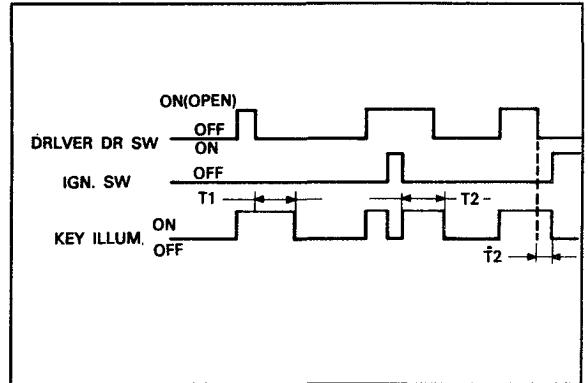 ON(OPEN)
OFF
DRLVER DR SW
ON
IGN. SW
OFF
T1
T2
ON
KEY ILLUM.
OFF
T2